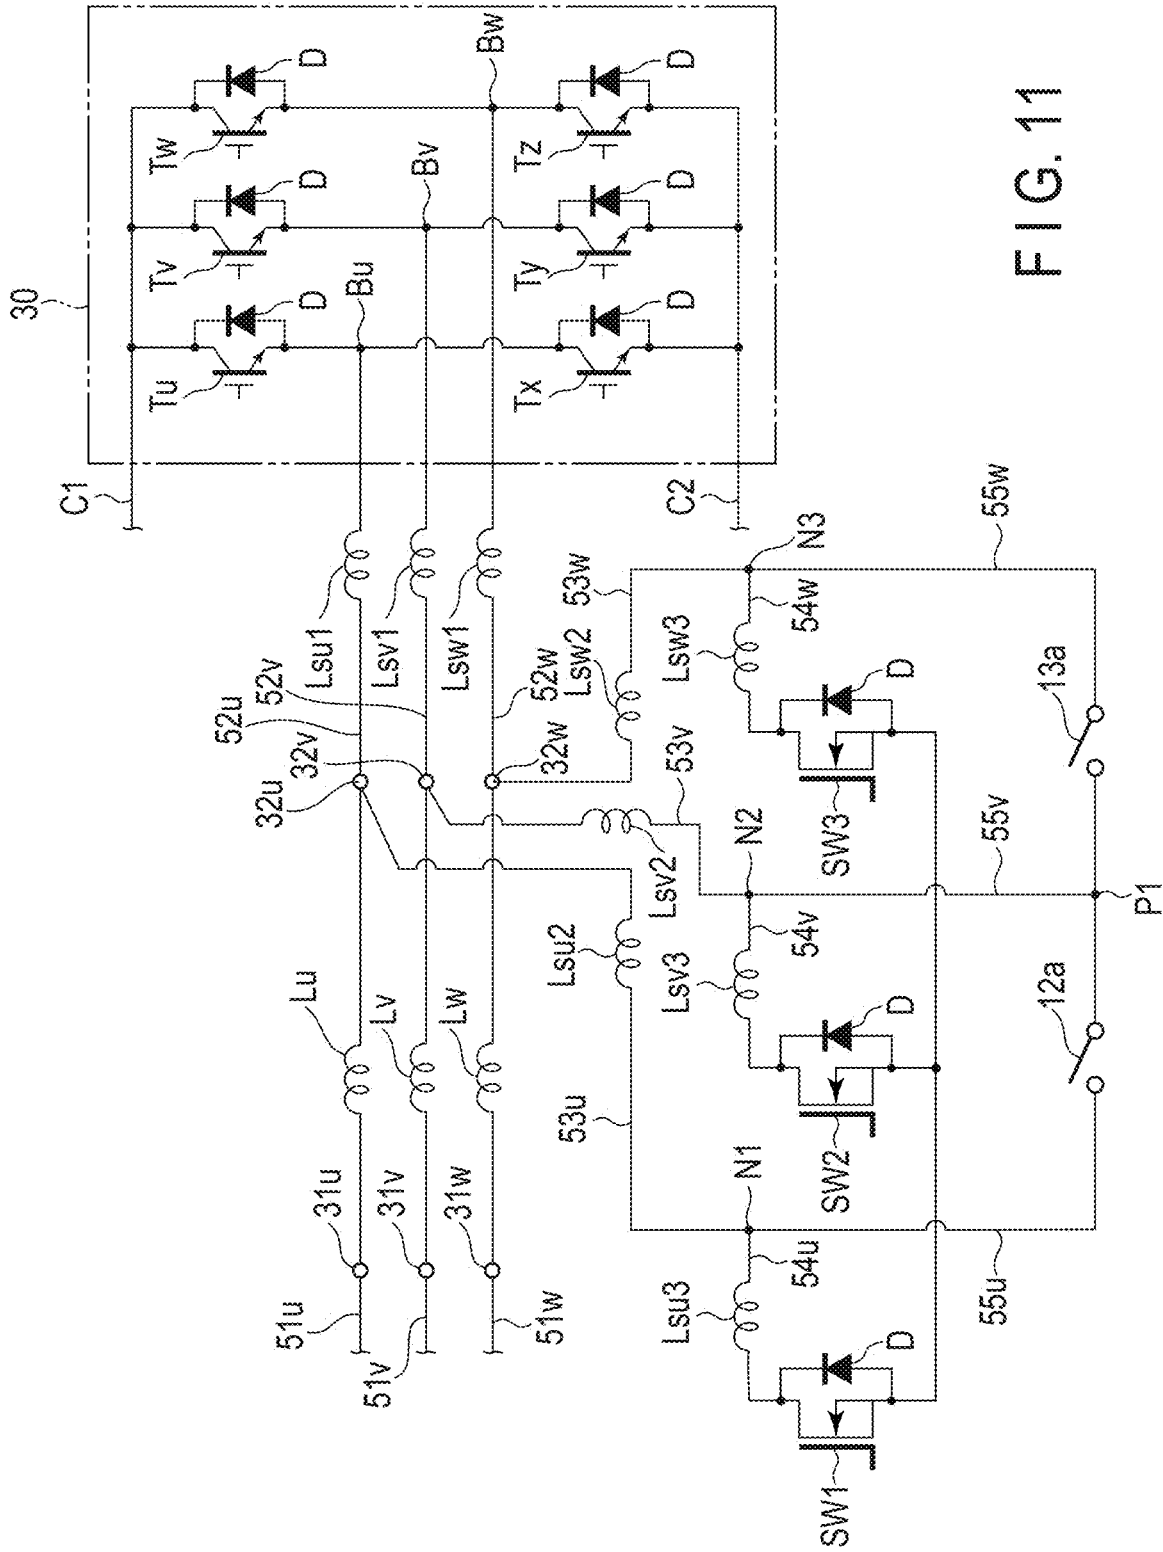 FIG. 11
30
C1
C2
Tu
Tv
Tw
D
D
D
Bu
Bv
Bw
Tx
Ty
Tz
D
D
D
Lsu1
Lsv1
Lsw1
52u
52v
52w
32u
32v
32w
Lu
Lv
Lw
31u
31v
31w
51u
51v
51w
53u
53v
53w
Lsu2
Lsv2
Lsw2
N1
N2
N3
54u
54v
54w
Lsu3
Lsv3
Lsw3
D
D
D
SW1
SW2
SW3
55u
55v
55w
12a
13a
P1